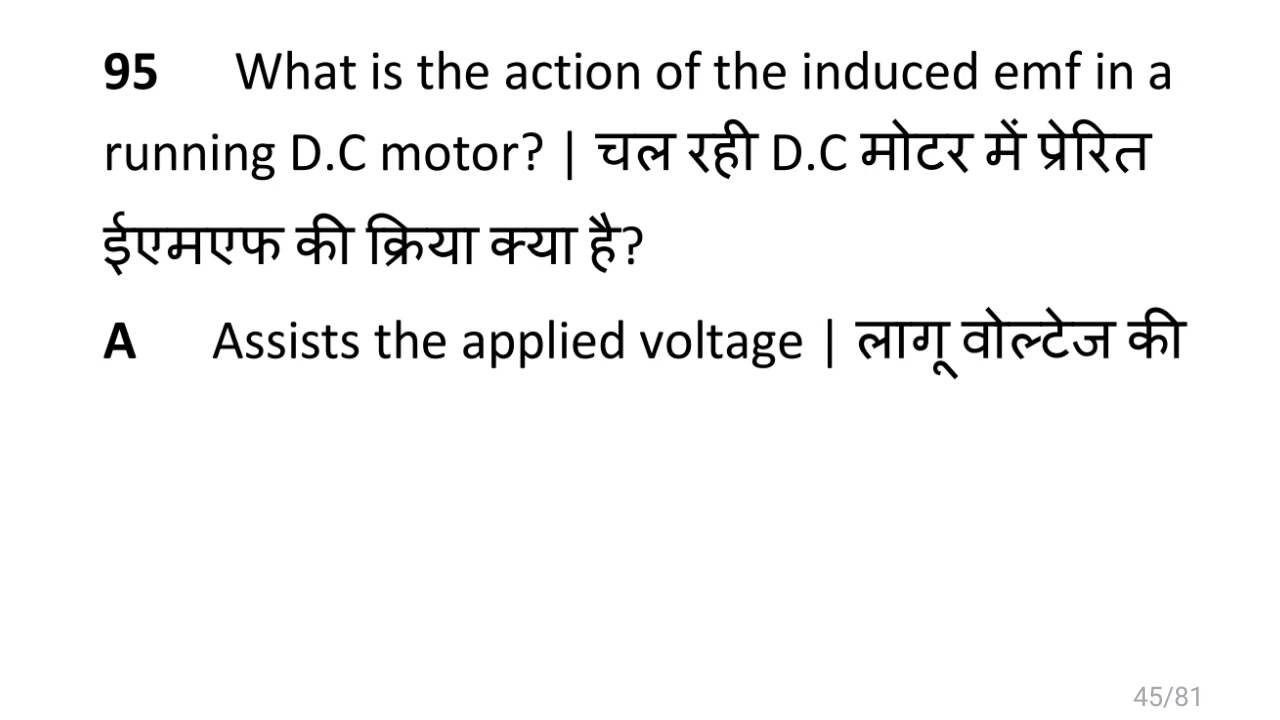 95 What is the action of the induced emf in a
running D.C motor? | चल रही D.C मोटर में प्रेरित
ईएमएफ की क्रिया क्या है?
A Assists the applied voltage | लागू वोल्टेज की
45/81